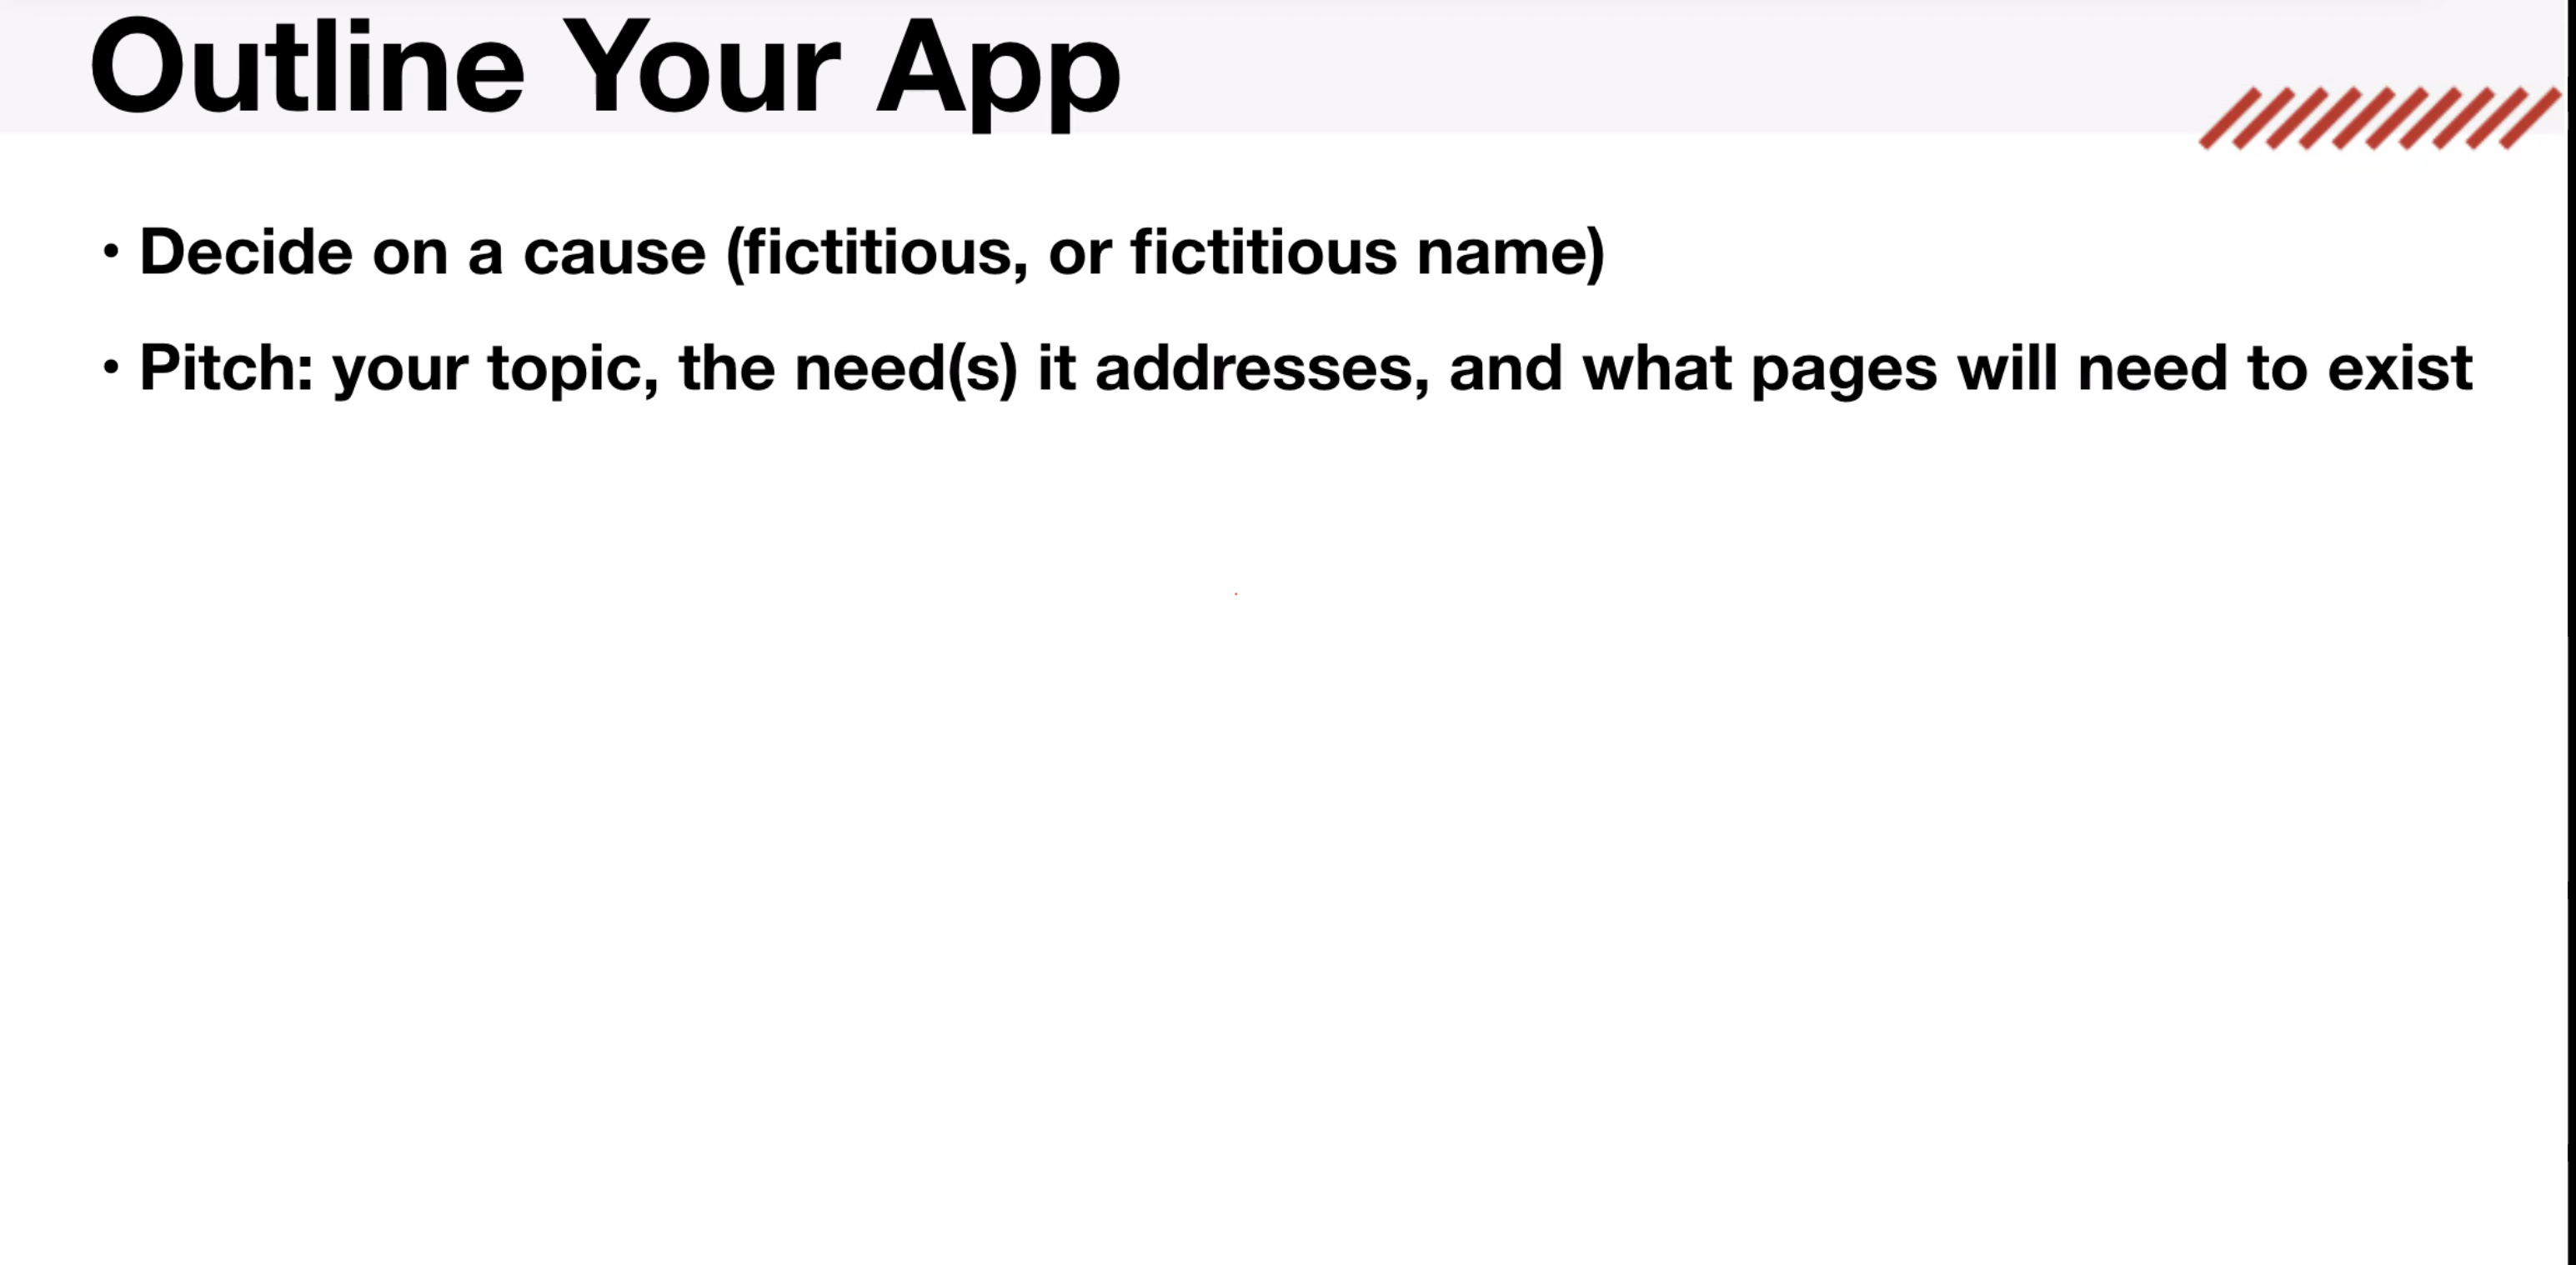 Outline Your App
• Decide on a cause (fictitious, or fictitious name)
• Pitch: your topic, the need(s) it addresses, and what pages will need to exist